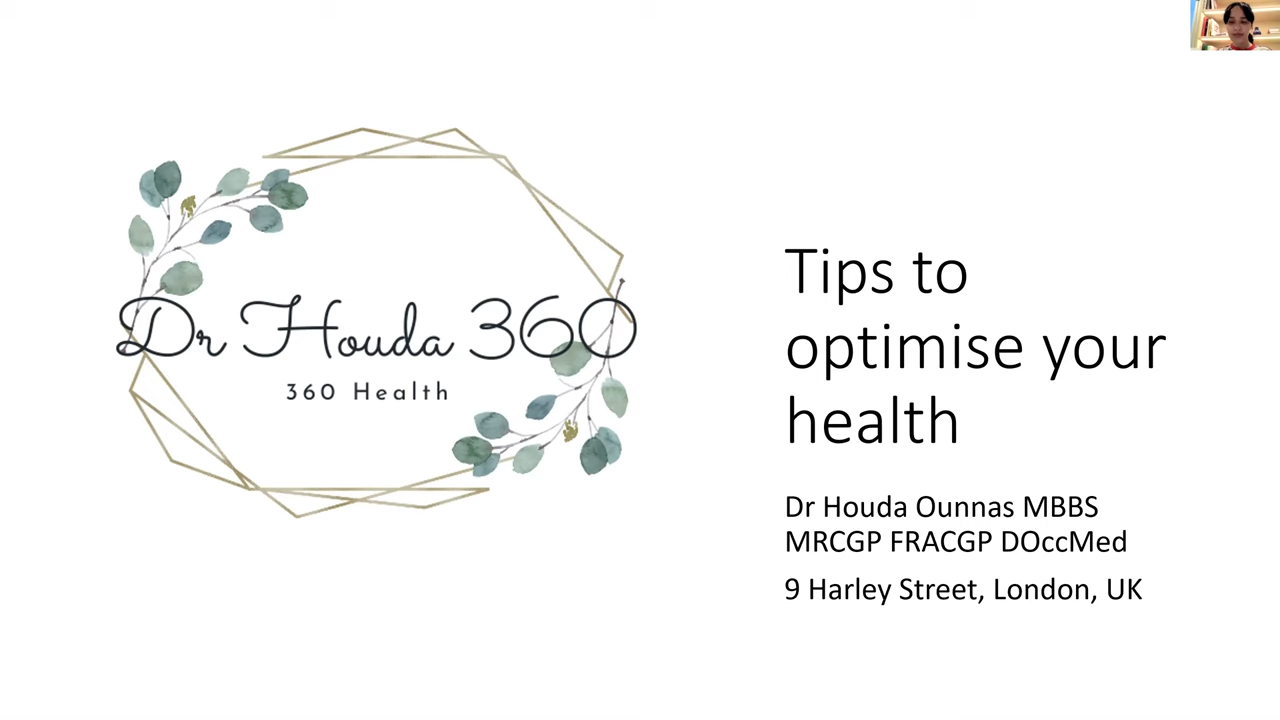 Dr Houda 360
360 Health
Tips to
optimise your
health
Dr Houda Ounnas MBBS
MRCGP FRACGP DOccMed
9 Harley Street, London, UK